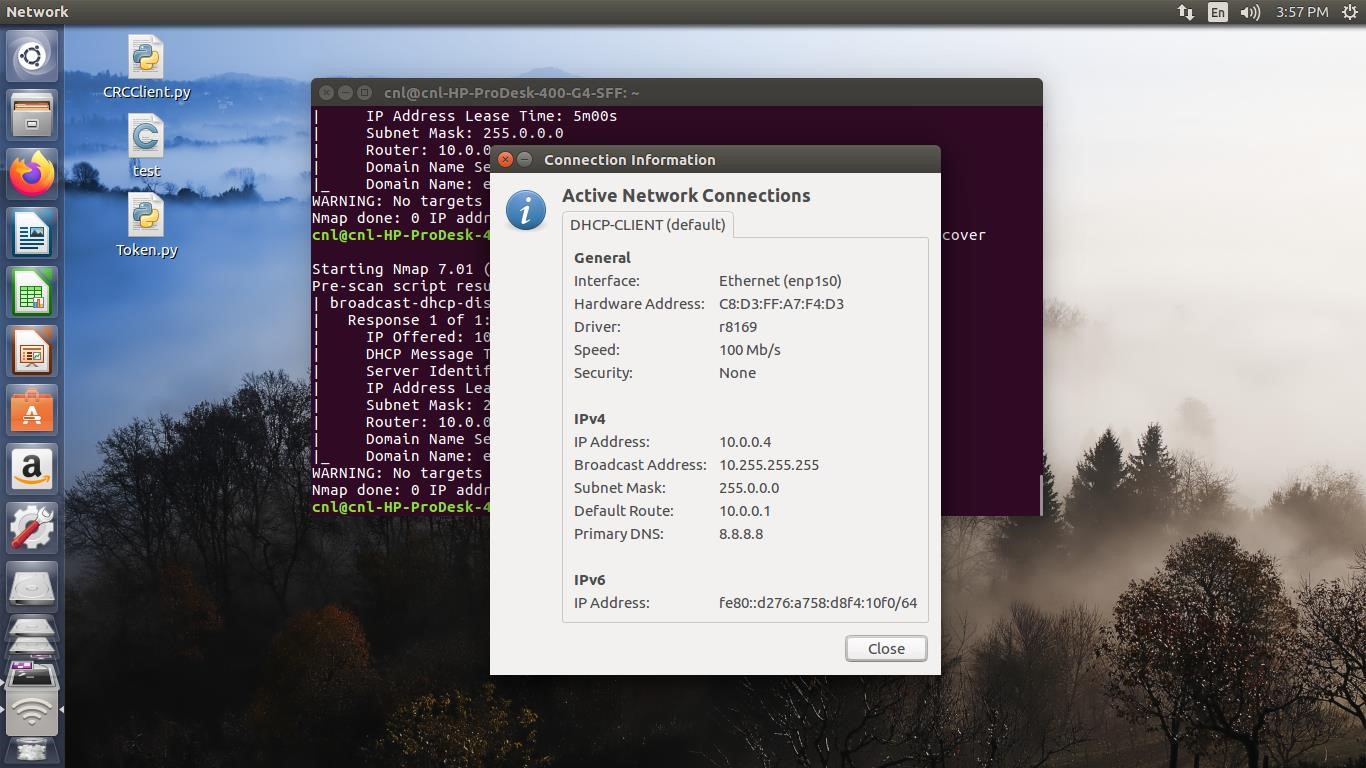 Network
En
3:57 PM
CRCClient.py
test
Token.py
cnl@cnl-HP-ProDesk-400-G4-SFF: ~
|     IP Address Lease Time: 5m00s
|     Subnet Mask: 255.0.0.0
|     Router: 10.0.0
|     Domain Name Se
|_    Domain Name: e
WARNING: No targets
Nmap done: 0 IP addr
cnl@cnl-HP-ProDesk-4 cover
Starting Nmap 7.01 (
Pre-scan script resu
| broadcast-dhcp-dis
|   Response 1 of 1:
|     IP Offered: 10
|     DHCP Message T
|     Server Identif
|     IP Address Lea
|     Subnet Mask: 2
|     Router: 10.0.0
|     Domain Name Se
|_    Domain Name: e
WARNING: No targets
Nmap done: 0 IP addr
cnl@cnl-HP-ProDesk-4
Connection Information
Active Network Connections
DHCP-CLIENT (default)
General
Interface: Ethernet (enp1s0)
Hardware Address: C8:D3:FF:A7:F4:D3
Driver: r8169
Speed: 100 Mb/s
Security: None
IPv4
IP Address: 10.0.0.4
Broadcast Address: 10.255.255.255
Subnet Mask: 255.0.0.0
Default Route: 10.0.0.1
Primary DNS: 8.8.8.8
IPv6
IP Address: fe80::d276:a758:d8f4:10f0/64
Close